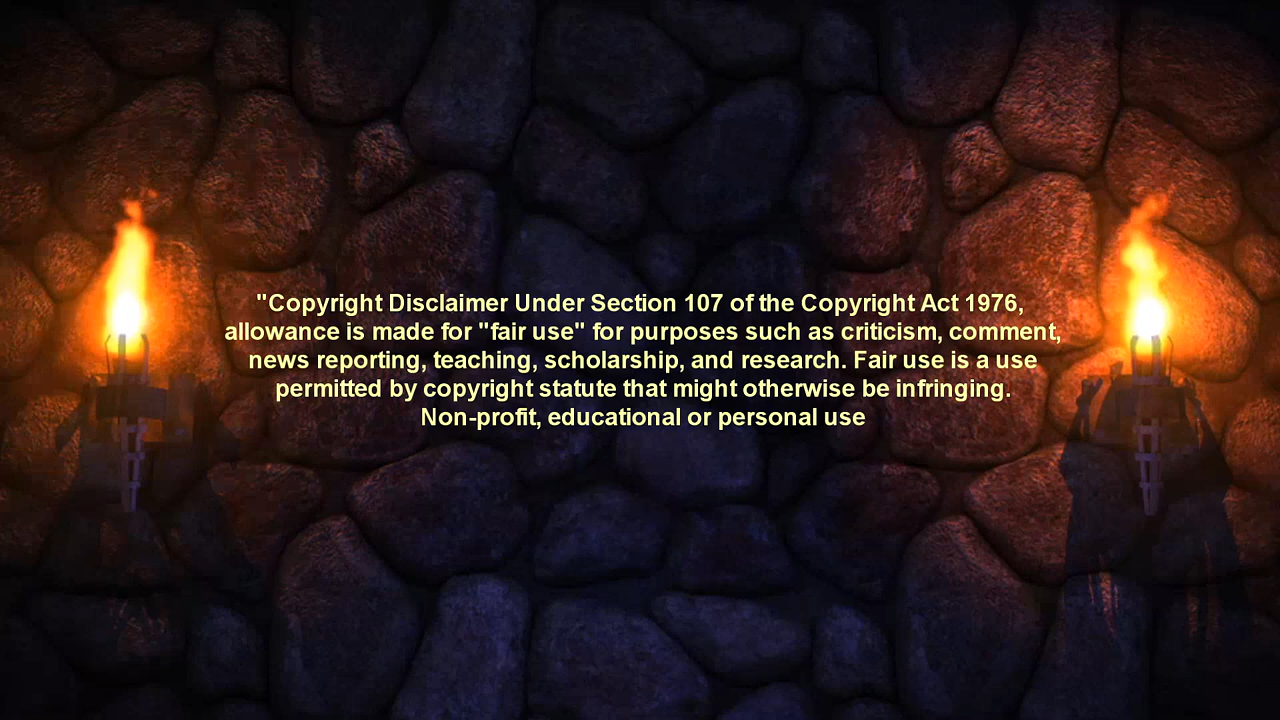 "Copyright Disclaimer Under Section 107 of the Copyright Act 1976,
allowance is made for "fair use" for purposes such as criticism, comment,
news reporting, teaching, scholarship, and research. Fair use is a use
permitted by copyright statute that might otherwise be infringing.
Non-profit, educational or personal use